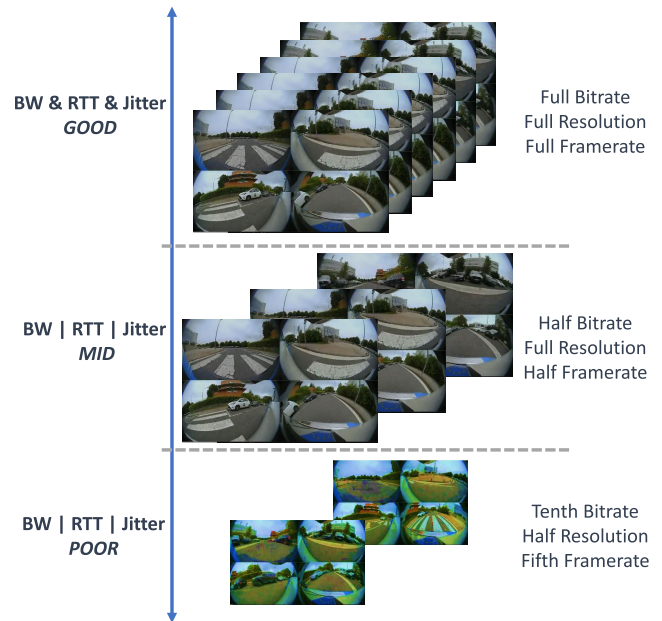 BW & RTT & Jitter
GOOD
Full Bitrate
Full Resolution
Full Framerate
BW | RTT | Jitter
MID
Half Bitrate
Full Resolution
Half Framerate
BW | RTT | Jitter
POOR
Tenth Bitrate
Half Resolution
Fifth Framerate